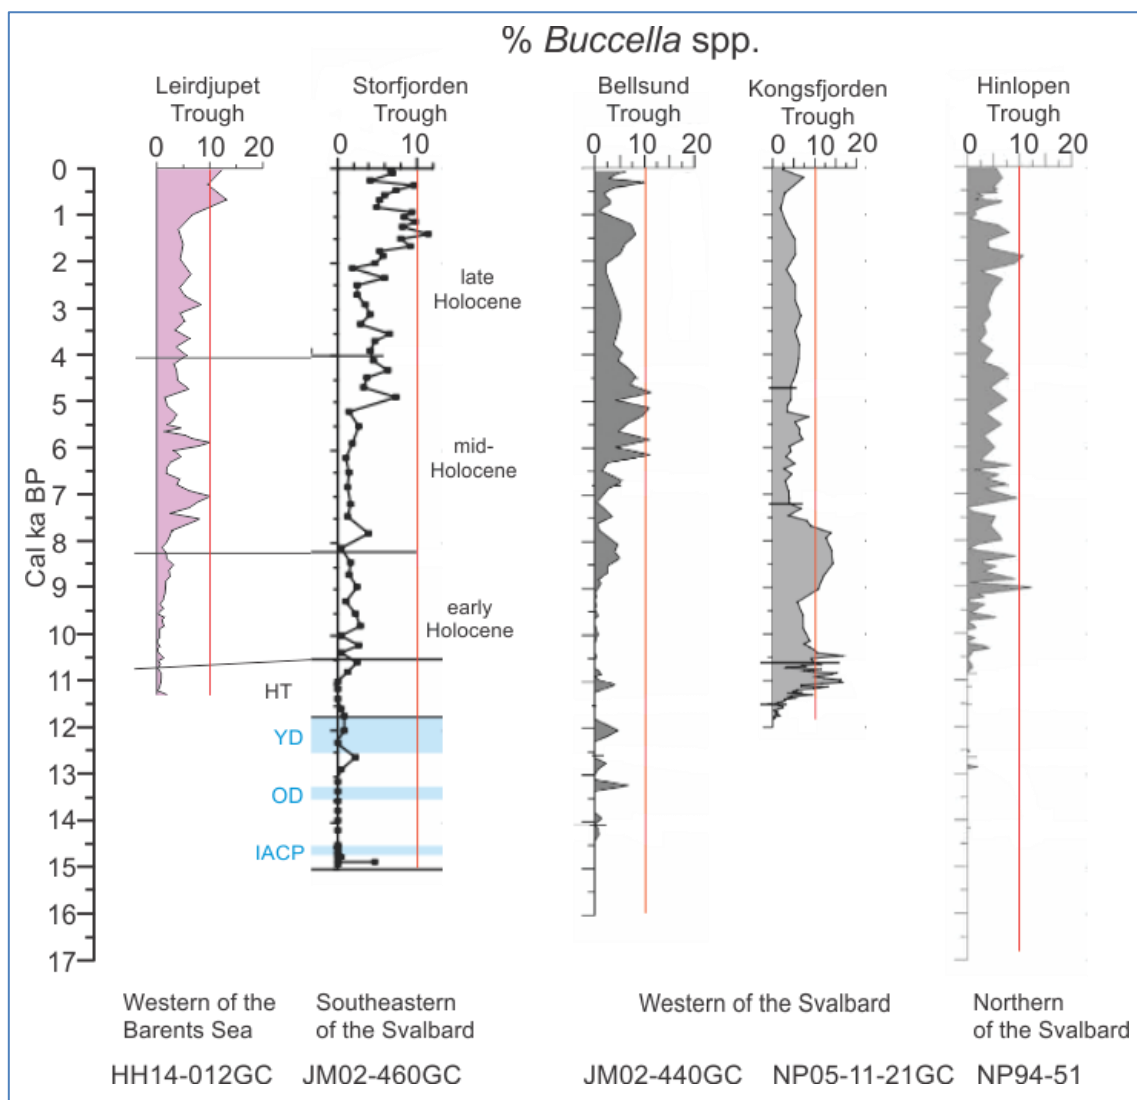 % Buccella spp.
Leirdjupet
Trough
Storfjorden
Trough
Bellsund
Trough
Kongsfjorden
Trough
Hinlopen
Trough
0 10 20
0 10
0 10 20
0 10 20
0 10 20
Cal ka BP
0
1
2
3
4
5
6
7
8
9
10
11
12
13
14
15
16
17
late
Holocene
mid-
Holocene
early
Holocene
HT
YD
OD
IACP
Western of the
Barents Sea
Southeastern
of the Svalbard
Western of the Svalbard
Northern
of the Svalbard
HH14-012GC
JM02-460GC
JM02-440GC
NP05-11-21GC
NP94-51